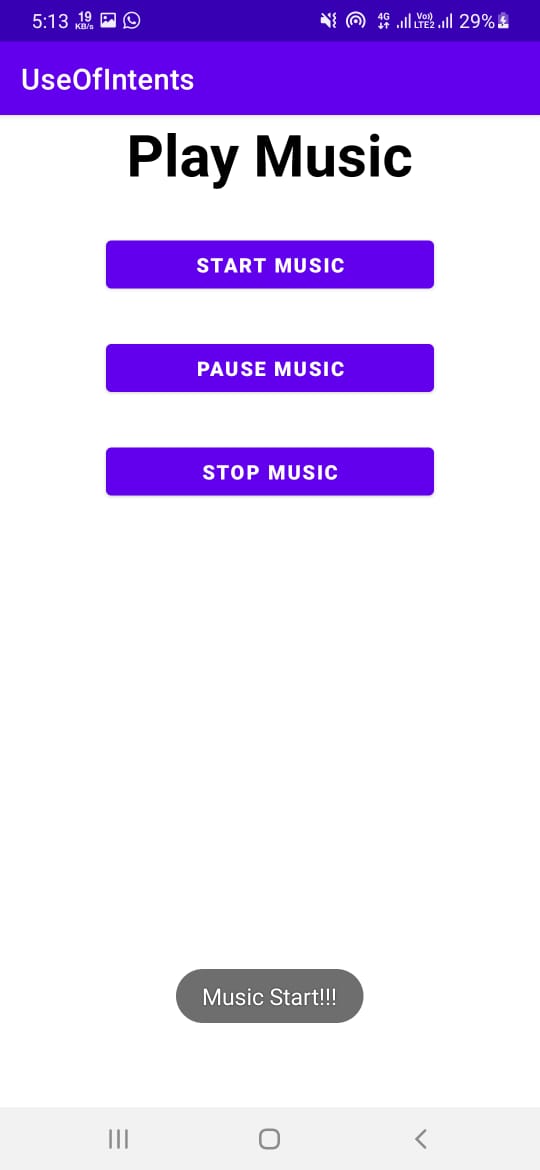 5:13 19 KB/s 4G Vo)) LTE2 29%
UseOfIntents
Play Music
START MUSIC
PAUSE MUSIC
STOP MUSIC
Music Start!!!